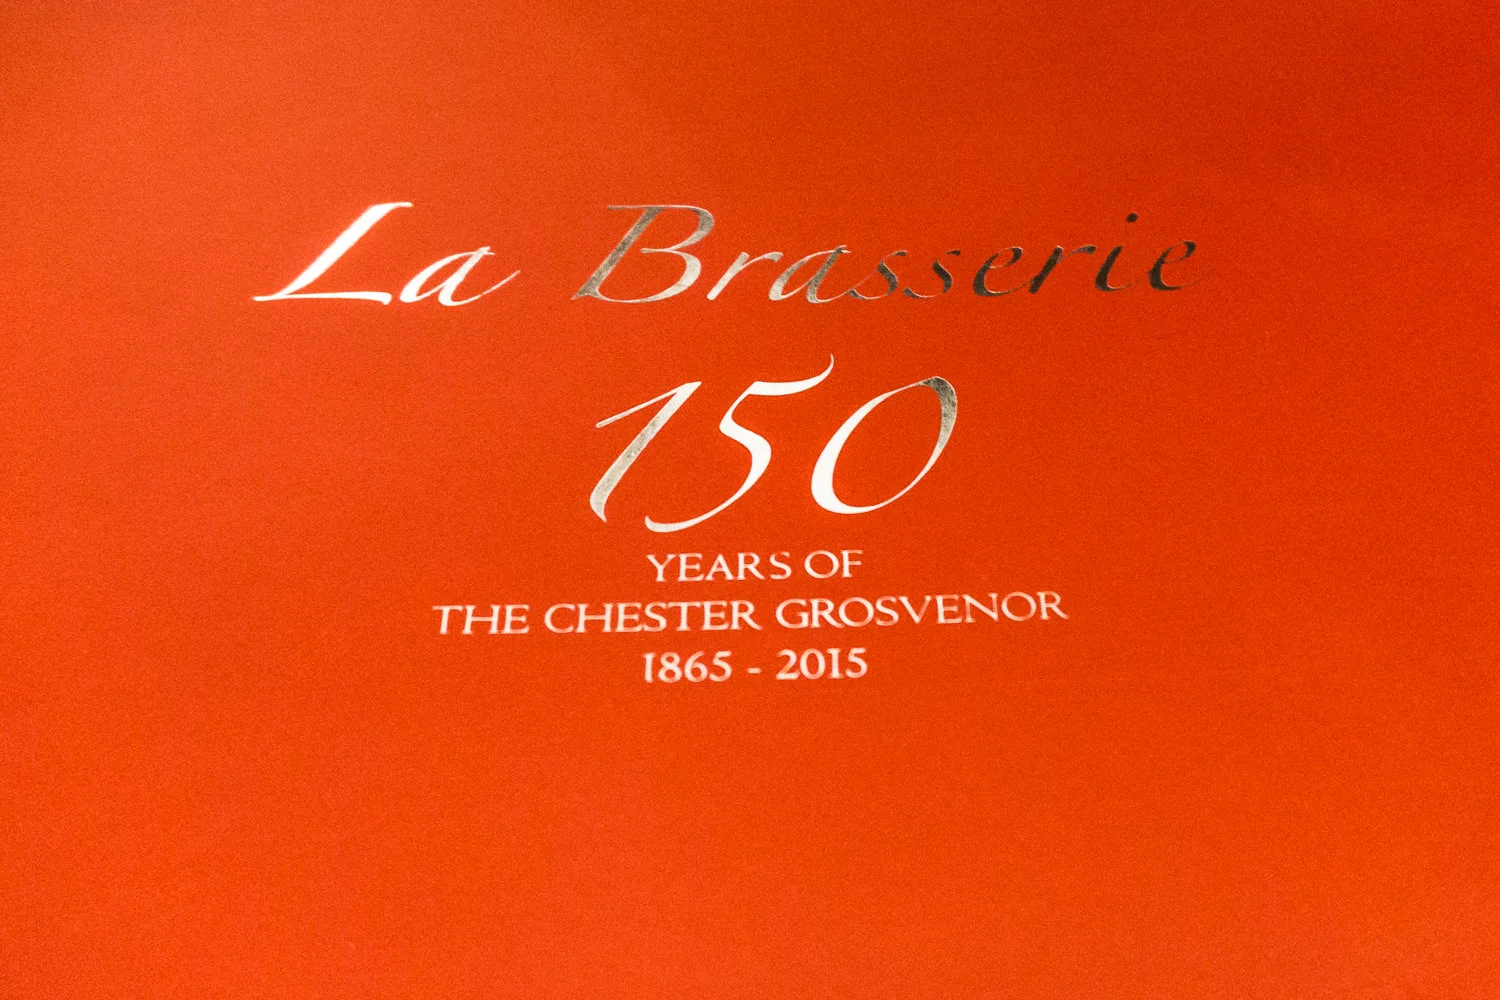 La Brasserie
150
YEARS OF
THE CHESTER GROSVENOR
1865 - 2015